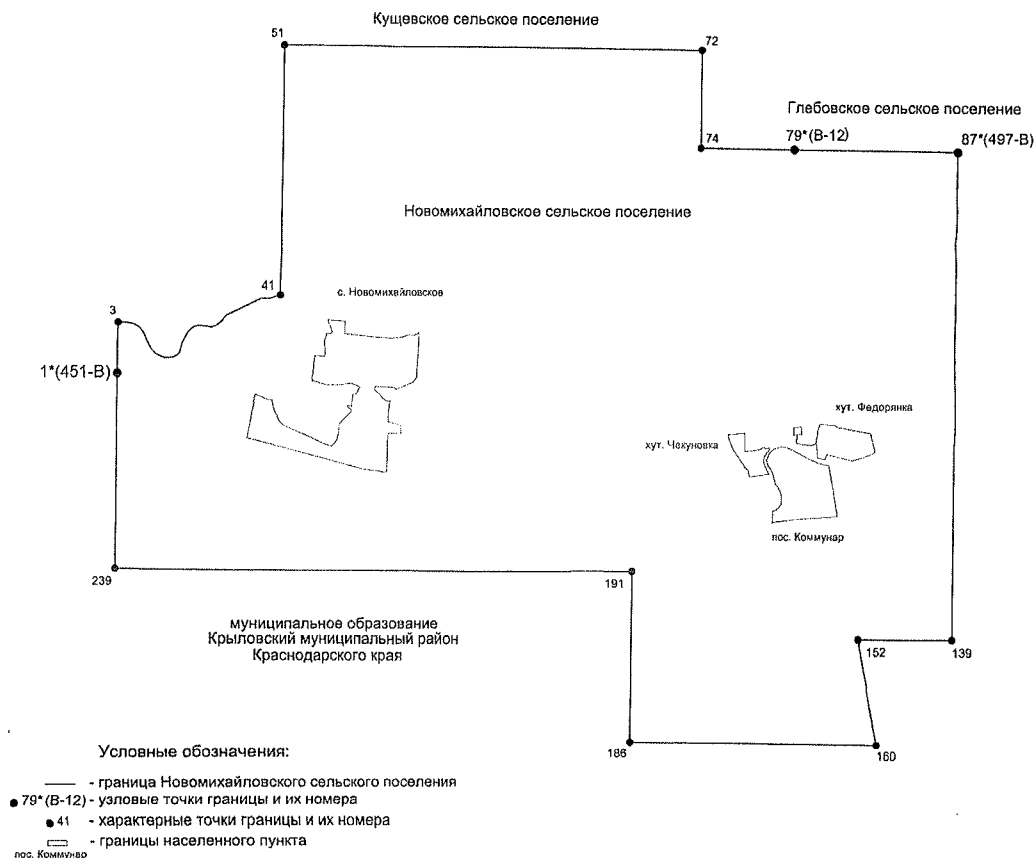 Кущевское сельское поселение
51
72
Глебовское сельское поселение
74
79*(В-12)
87*(497-В)
Новомихайловское сельское поселение
41
с. Новомихайловское
3
1*(451-В)
хут. Федорянка
хут. Чекуновка
пос. Коммунар
239
191
муниципальное образование
Крыловский муниципальный район
Краснодарского края
152
139
186
160
Условные обозначения:
- граница Новомихайловского сельского поселения
79*(В-12) - узловые точки границы и их номера
41 - характерные точки границы и их номера
- границы населенного пункта
пос. Коммунар